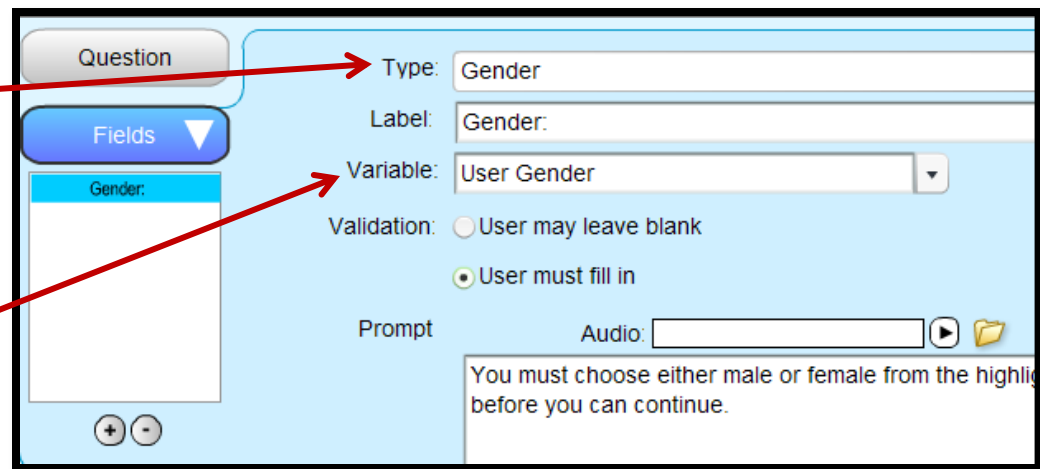 Question
Fields
Gender:
Type: Gender
Label: Gender:
Variable: User Gender
Validation: User may leave blank
User must fill in
Prompt Audio:
You must choose either male or female from the
before you can continue.